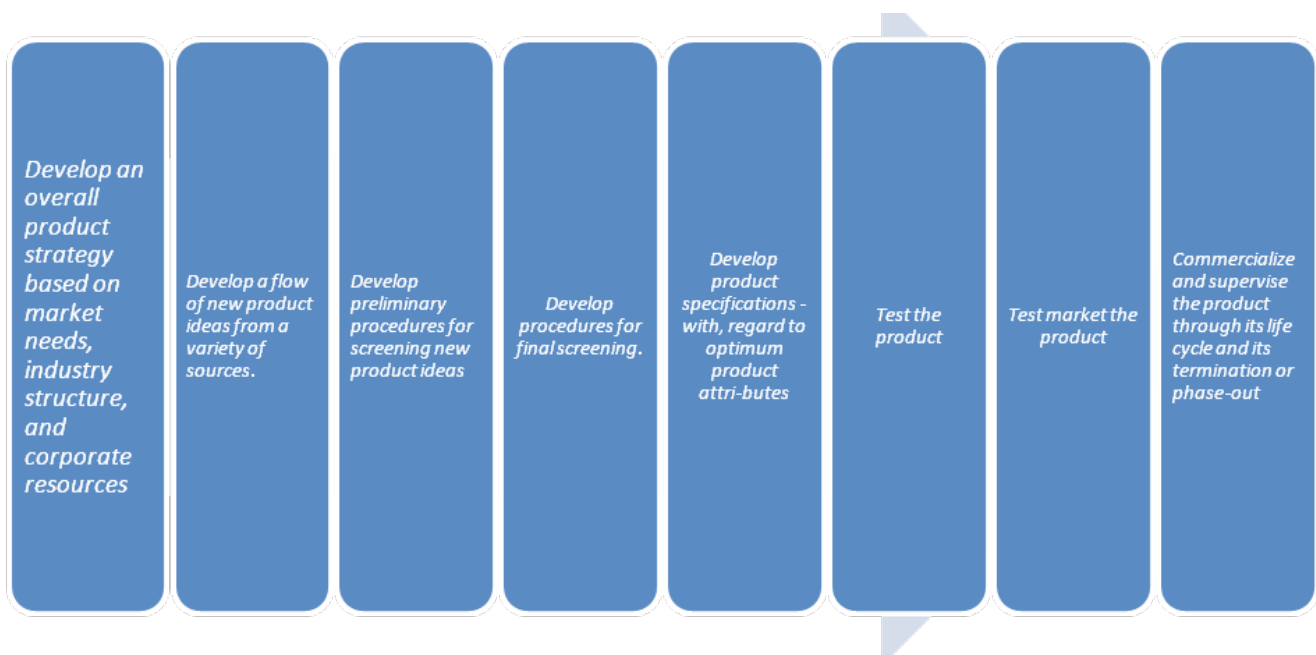 Develop an
overall
product
strategy
based on
market
needs,
industry
structure,
and
corporate
resources
Develop a flow
of new product
ideas from a
variety of
sources.
Develop
preliminary
procedures for
screening new
product ideas
Develop
procedures for
final screening.
Develop
product
specifications -
with, regard to
optimum
product
attri-butes
Test the
product
Test market the
product
Commercialize
and supervise
the product
through its life
cycle and its
termination or
phase-out